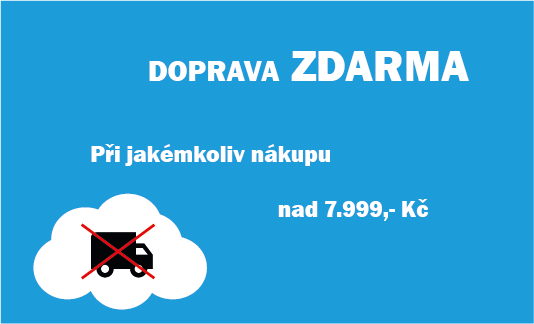 DOPRAVA ZDARMA
Při jakémkoliv nákupu
nad 7.999,- Kč